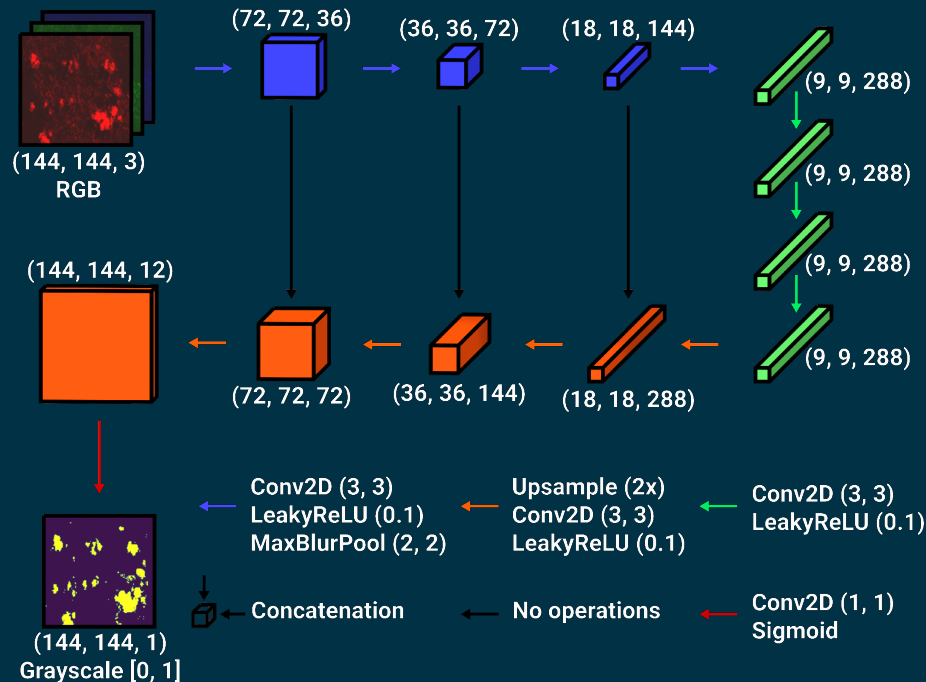 (72, 72, 36)
(36, 36, 72)
(18, 18, 144)
(9, 9, 288)
(144, 144, 3)
RGB
(9, 9, 288)
(9, 9, 288)
(144, 144, 12)
(9, 9, 288)
(72, 72, 72)
(36, 36, 144)
(18, 18, 288)
Conv2D (3, 3)
LeakyReLU (0.1)
MaxBlurPool (2, 2)
Upsample (2x)
Conv2D (3, 3)
LeakyReLU (0.1)
Conv2D (3, 3)
LeakyReLU (0.1)
Concatenation
No operations
Conv2D (1, 1)
Sigmoid
(144, 144, 1)
Grayscale [0, 1]